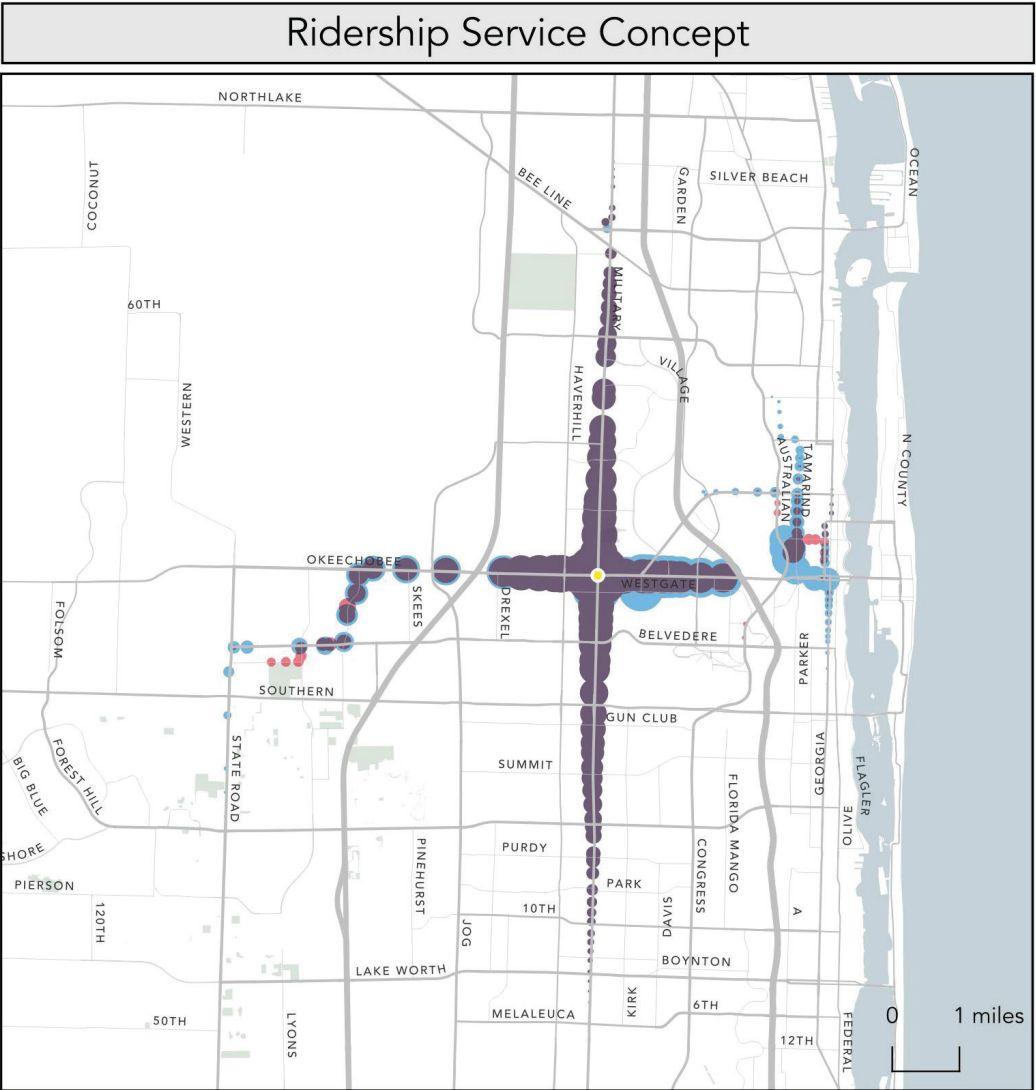 Ridership Service Concept
NORTHLAKE
COCONUT
BEE LINE
GARDEN
SILVER BEACH
OCEAN
60TH
MILITARY
WESTERN
HAVERHILL
VILLAGE
AUSTRALIAN
TAMARIND
N COUNTY
OKEECHOBEE
SKEES
DREXEL
WESTGATE
FOLSOM
BELVEDERE
PARKER
SOUTHERN
GUN CLUB
STATE ROAD
FOREST HILL
BIG BLUE
SUMMIT
FLORIDA MANGO
GEORGIA
FLAGLER
OLIVE
SHORE
PINEHURST
PURDY
CONGRESS
PIERSON
PARK
120TH
JOG
10TH
DAVIS
A
LAKE WORTH
BOYNTON
50TH
LYONS
MELALEUCA
KIRK
6TH
12TH
FEDERAL
0 1 miles